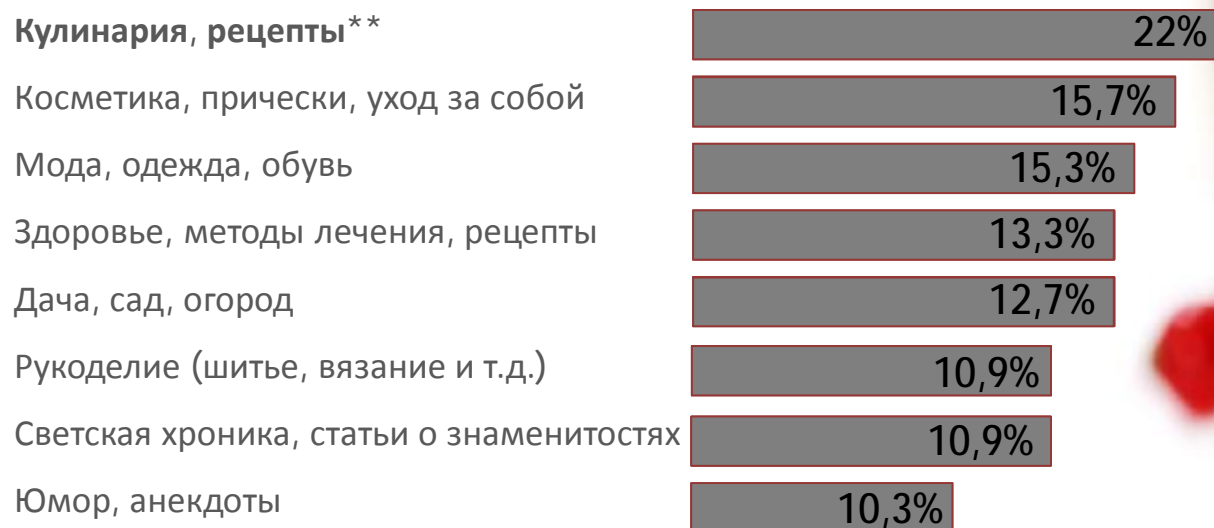 Кулинария, рецепты** 22%
Косметика, прически, уход за собой 15,7%
Мода, одежда, обувь 15,3%
Здоровье, методы лечения, рецепты 13,3%
Дача, сад, огород 12,7%
Рукоделие (шитье, вязание и т.д.) 10,9%
Светская хроника, статьи о знаменитостях 10,9%
Юмор, анекдоты 10,3%